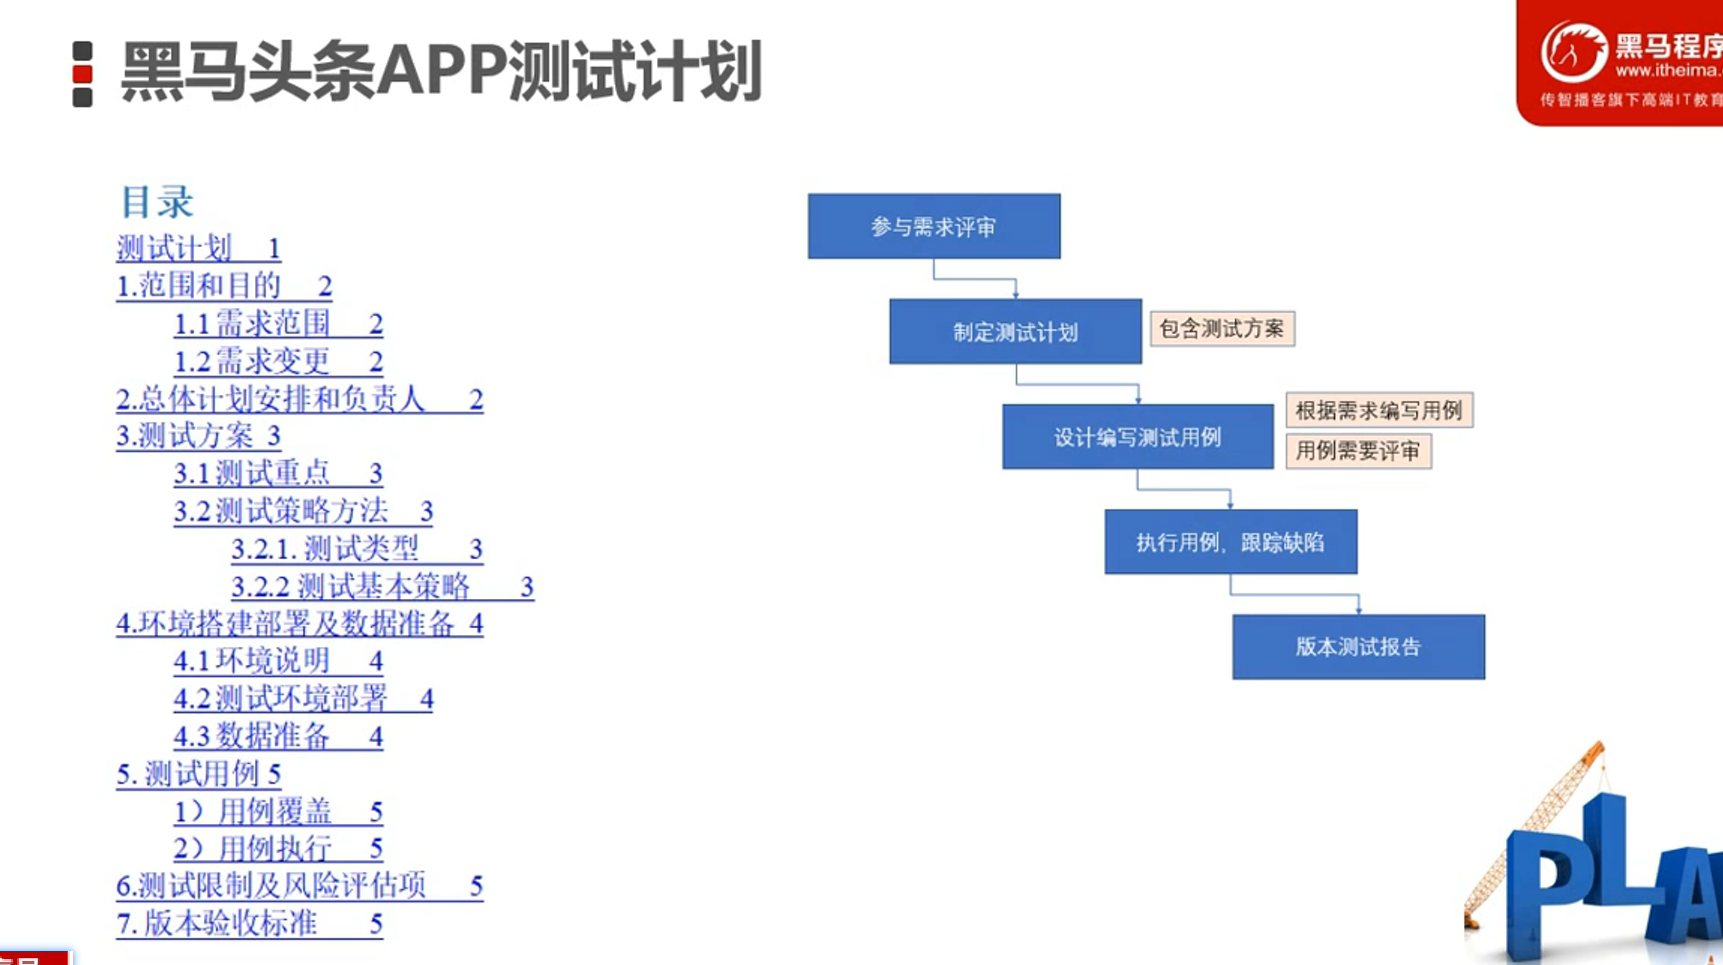 黑马头条APP测试计划
黑马程序
www.itheima.
传智播客旗下高端IT教育
目录
测试计划 1
1.范围和目的 2
1.1需求范围 2
1.2需求变更 2
2.总体计划安排和负责人 2
3.测试方案 3
3.1测试重点 3
3.2测试策略方法 3
3.2.1. 测试类型 3
3.2.2 测试基本策略 3
4.环境搭建部署及数据准备 4
4.1环境说明 4
4.2测试环境部署 4
4.3数据准备 4
5. 测试用例 5
1）用例覆盖 5
2）用例执行 5
6.测试限制及风险评估项 5
7. 版本验收标准 5
参与需求评审
制定测试计划
包含测试方案
设计编写测试用例
根据需求编写用例
用例需要评审
执行用例，跟踪缺陷
版本测试报告
PLA